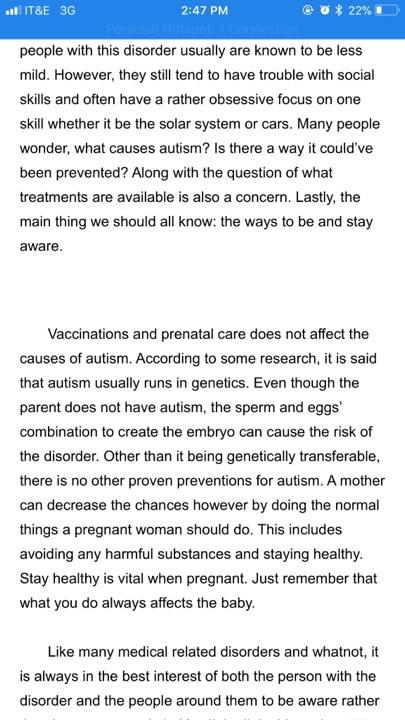 IT&E 3G 2:47 PM 22%
Personal Hotspot: 1 Connection
people with this disorder usually are known to be less
mild. However, they still tend to have trouble with social
skills and often have a rather obsessive focus on one
skill whether it be the solar system or cars. Many people
wonder, what causes autism? Is there a way it could've
been prevented? Along with the question of what
treatments are available is also a concern. Lastly, the
main thing we should all know: the ways to be and stay
aware.
Vaccinations and prenatal care does not affect the
causes of autism. According to some research, it is said
that autism usually runs in genetics. Even though the
parent does not have autism, the sperm and eggs'
combination to create the embryo can cause the risk of
the disorder. Other than it being genetically transferable,
there is no other proven preventions for autism. A mother
can decrease the chances however by doing the normal
things a pregnant woman should do. This includes
avoiding any harmful substances and staying healthy.
Stay healthy is vital when pregnant. Just remember that
what you do always affects the baby.
Like many medical related disorders and whatnot, it
is always in the best interest of both the person with the
disorder and the people around them to be aware rather